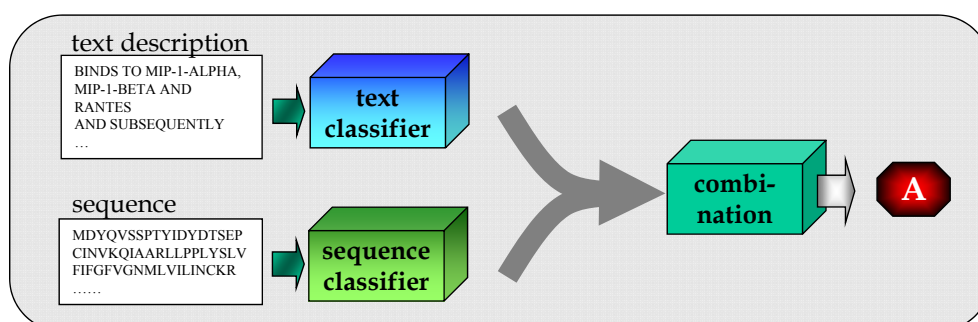 text description
BINDS TO MIP-1-ALPHA,
MIP-1-BETA AND
RANTES
AND SUBSEQUENTLY
…
text
classifier
sequence
MDYQVSSPTYIDYDTSEP
CINVKQIAARLLPPLYSLV
FIFGFVGNMLVILINCKR
……
sequence
classifier
combi-
nation
A